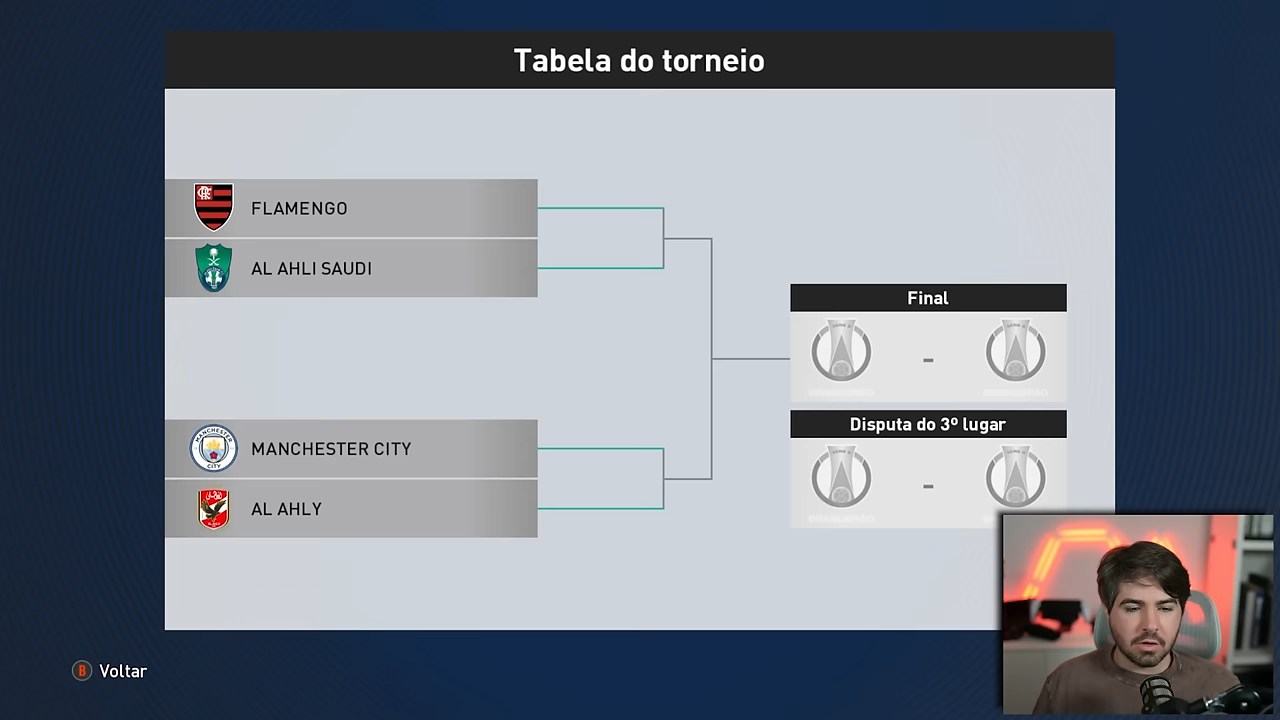 Tabela do torneio
FLAMENGO
AL AHLI SAUDI
MANCHESTER CITY
AL AHLY
Final
-
Disputa do 3º lugar
-
B Voltar